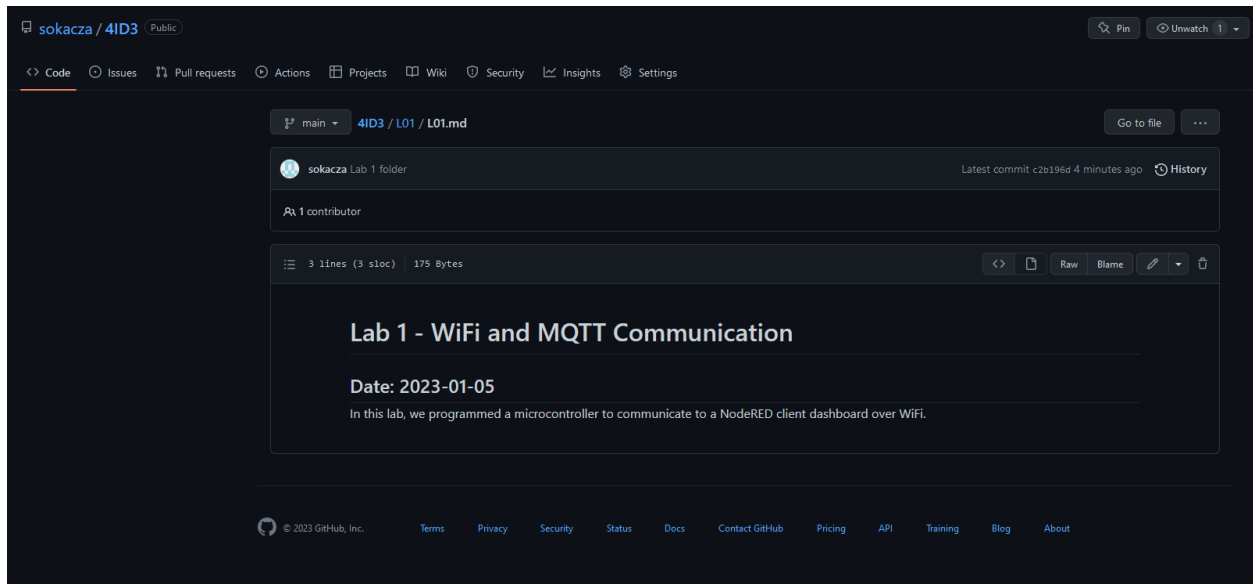 sokacza / 4ID3 Public
Pin
Unwatch 1
Code Issues Pull requests Actions Projects Wiki Security Insights Settings
main 4ID3 / L01 / L01.md
Go to file ...
sokacza Lab 1 folder
Latest commit c2b196d 4 minutes ago History
1 contributor
3 lines (3 sloc) 175 Bytes
<> Raw Blame
Lab 1 - WiFi and MQTT Communication
Date: 2023-01-05
In this lab, we programmed a microcontroller to communicate to a NodeRED client dashboard over WiFi.
© 2023 GitHub, Inc. Terms Privacy Security Status Docs Contact GitHub Pricing API Training Blog About